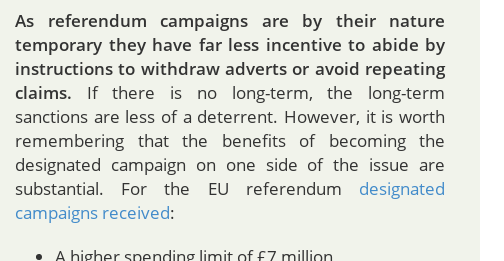 As referendum campaigns are by their nature
temporary they have far less incentive to abide by
instructions to withdraw adverts or avoid repeating
claims. If there is no long-term, the long-term
sanctions are less of a deterrent. However, it is worth
remembering that the benefits of becoming the
designated campaign on one side of the issue are
substantial. For the EU referendum designated
campaigns received:
• A higher spending limit of £7 million